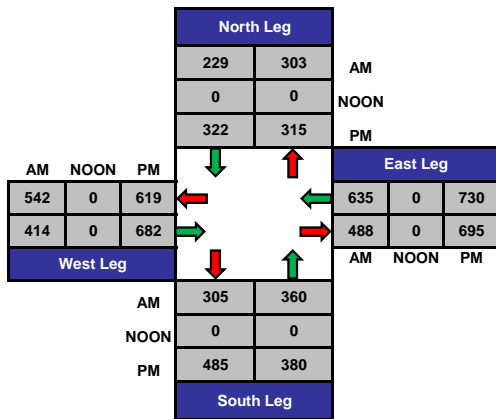 North Leg
229 303 AM
0 0 NOON
322 315 PM
AM NOON PM East Leg
542 0 619 635 0 730
414 0 682 488 0 695
West Leg AM NOON PM
AM 305 360
NOON 0 0
PM 485 380
South Leg